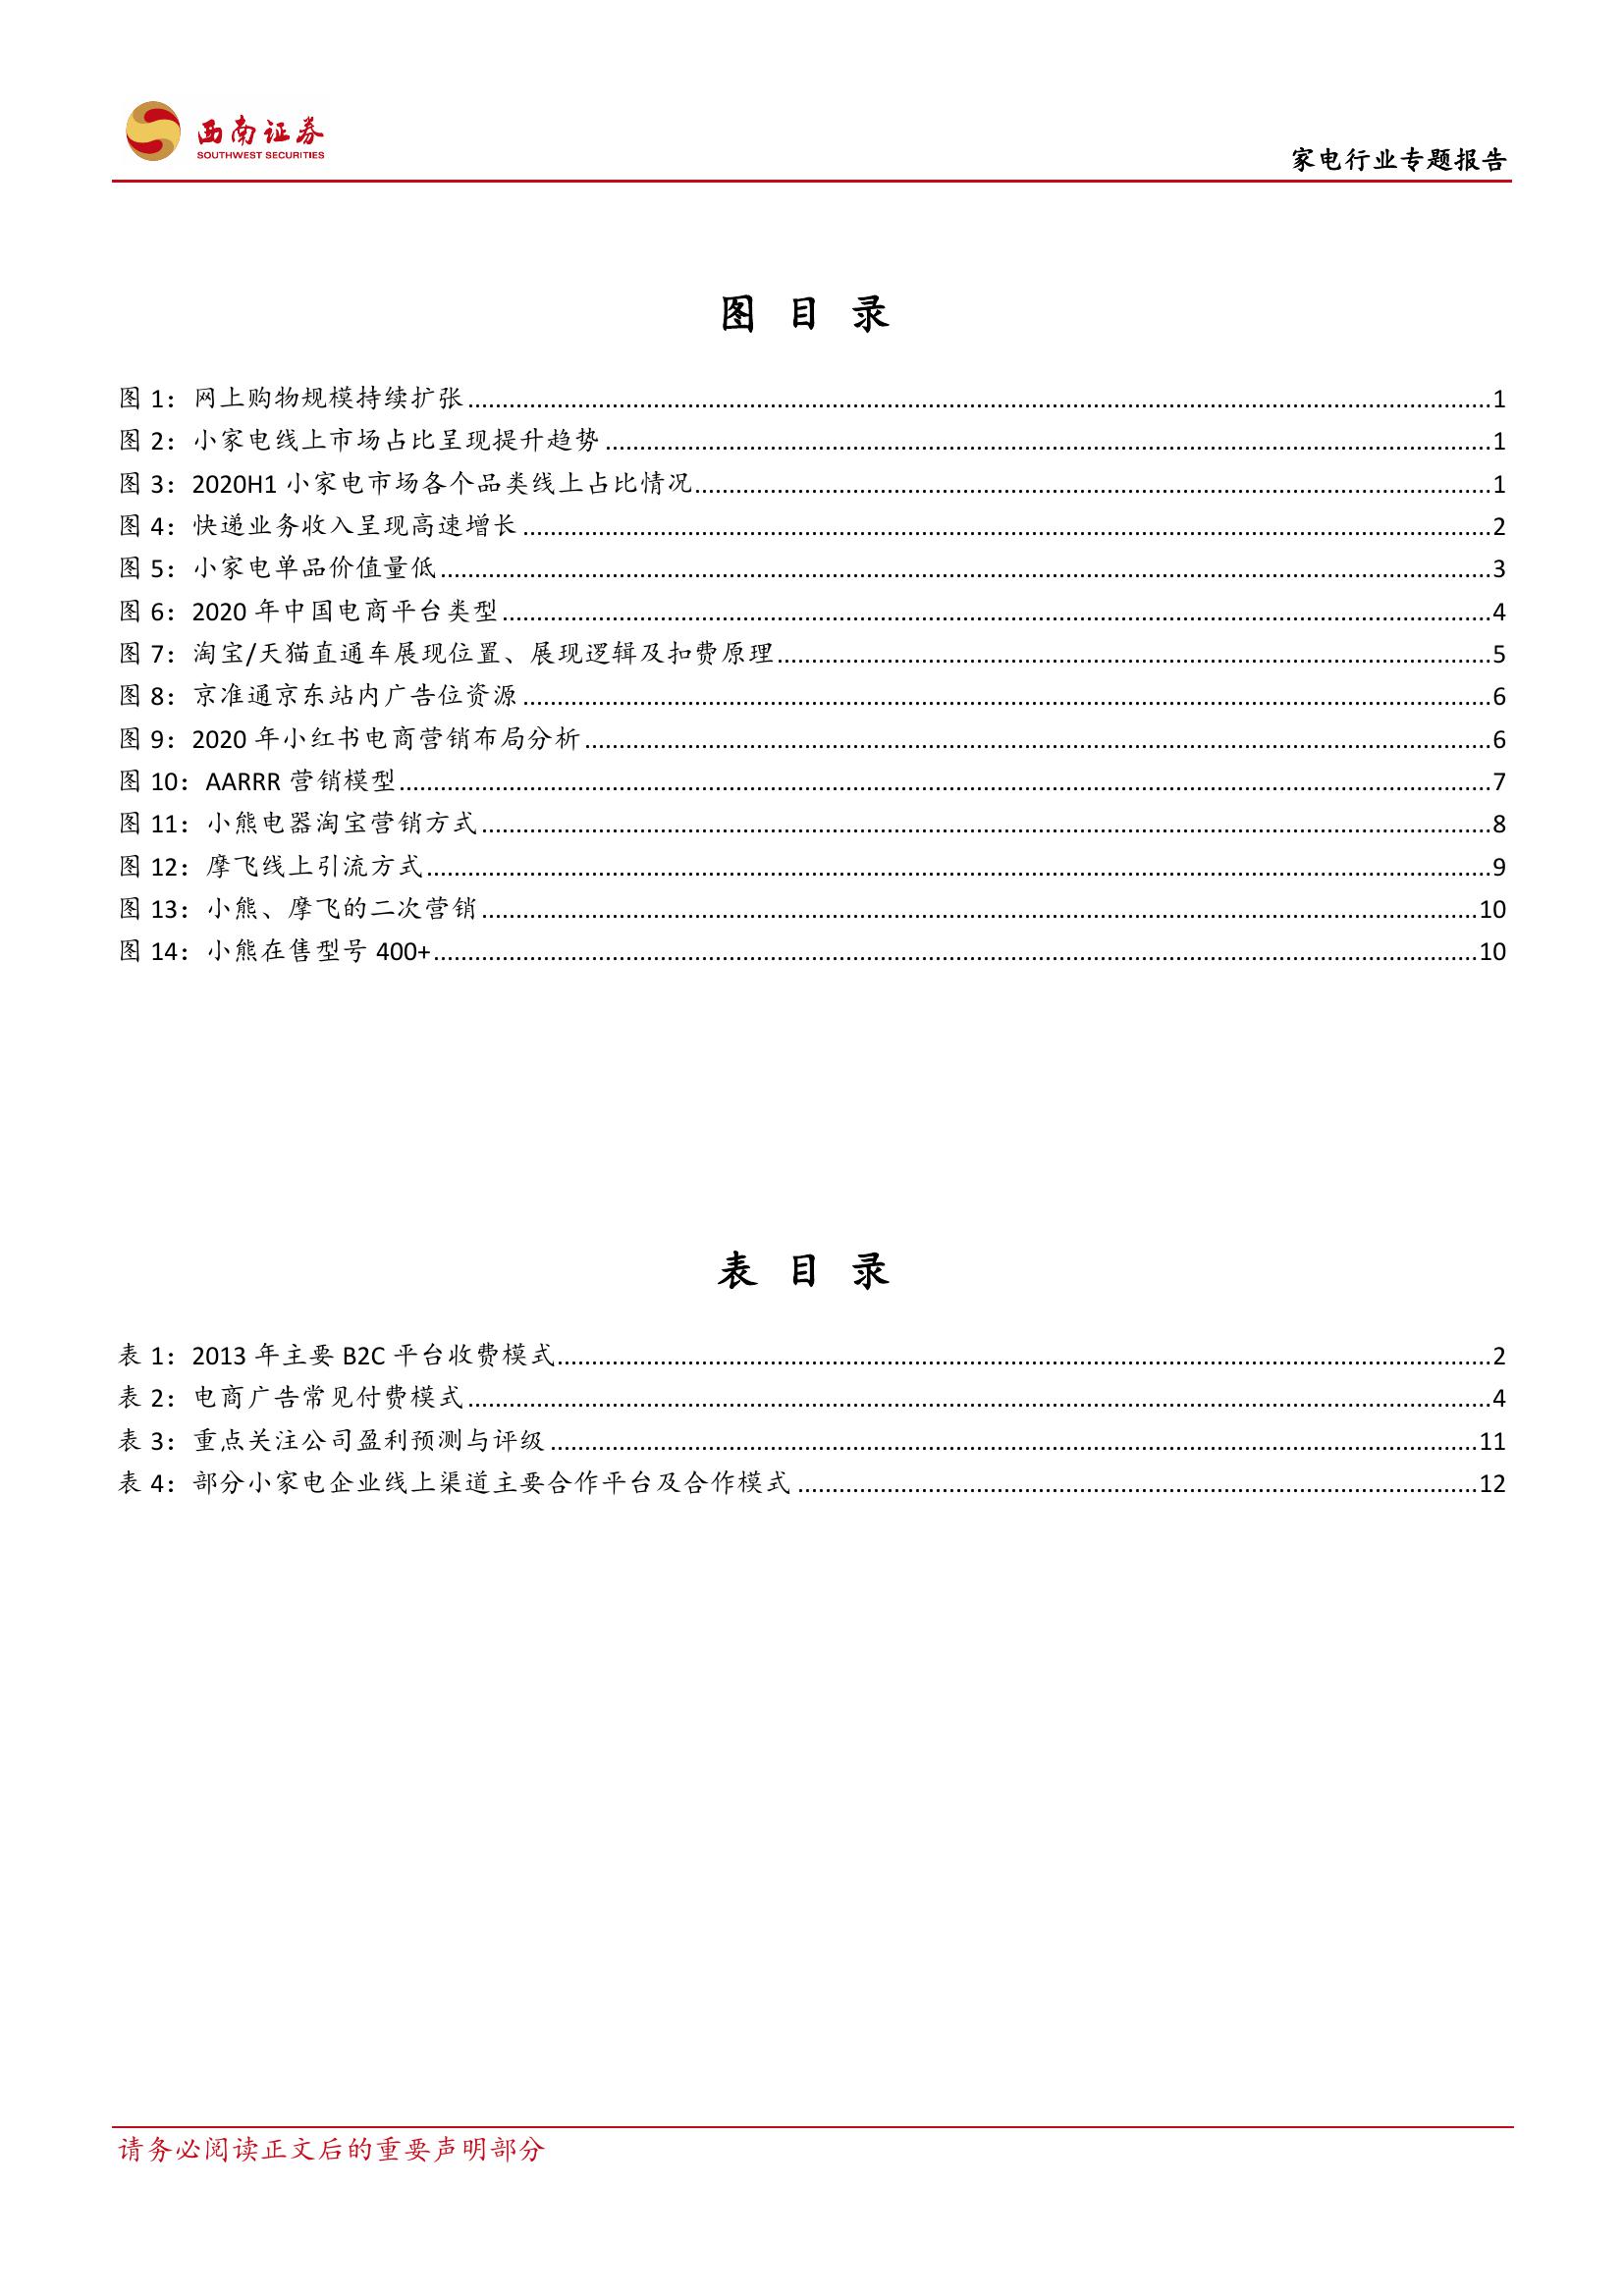 西南证券
SOUTHWEST SECURITIES
家电行业专题报告
图 目 录
图 1：网上购物规模持续扩张1
图 2：小家电线上市场占比呈现提升趋势1
图 3：2020H1 小家电市场各个品类线上占比情况1
图 4：快递业务收入呈现高速增长2
图 5：小家电单品价值量低3
图 6：2020 年中国电商平台类型4
图 7：淘宝/天猫直通车展现位置、展现逻辑及扣费原理5
图 8：京准通京东站内广告位资源6
图 9：2020 年小红书电商营销布局分析6
图 10：AARRR 营销模型7
图 11：小熊电器淘宝营销方式8
图 12：摩飞线上引流方式9
图 13：小熊、摩飞的二次营销10
图 14：小熊在售型号 400+10
表 目 录
表 1：2013 年主要 B2C 平台收费模式2
表 2：电商广告常见付费模式4
表 3：重点关注公司盈利预测与评级11
表 4：部分小家电企业线上渠道主要合作平台及合作模式12
请务必阅读正文后的重要声明部分